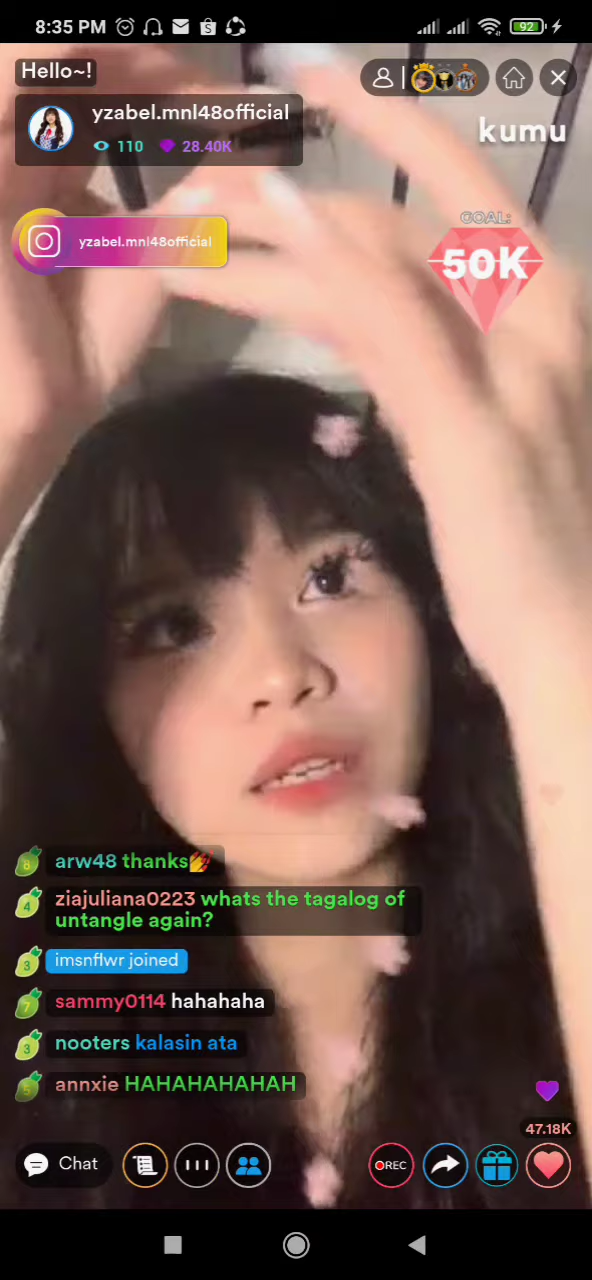 8:35 PM
92
Hello~!
yzabel.mnl48official
110
28.40K
kumu
yzabel.mnl48official
GOAL:
50K
8
arw48 thanks💅
4
ziajuliana0223 whats the tagalog of
untangle again?
3
imsnflwr joined
7
sammy0114 hahahaha
3
nooters kalasin ata
5
annxie HAHAHAHAHAH
47.18K
Chat
REC